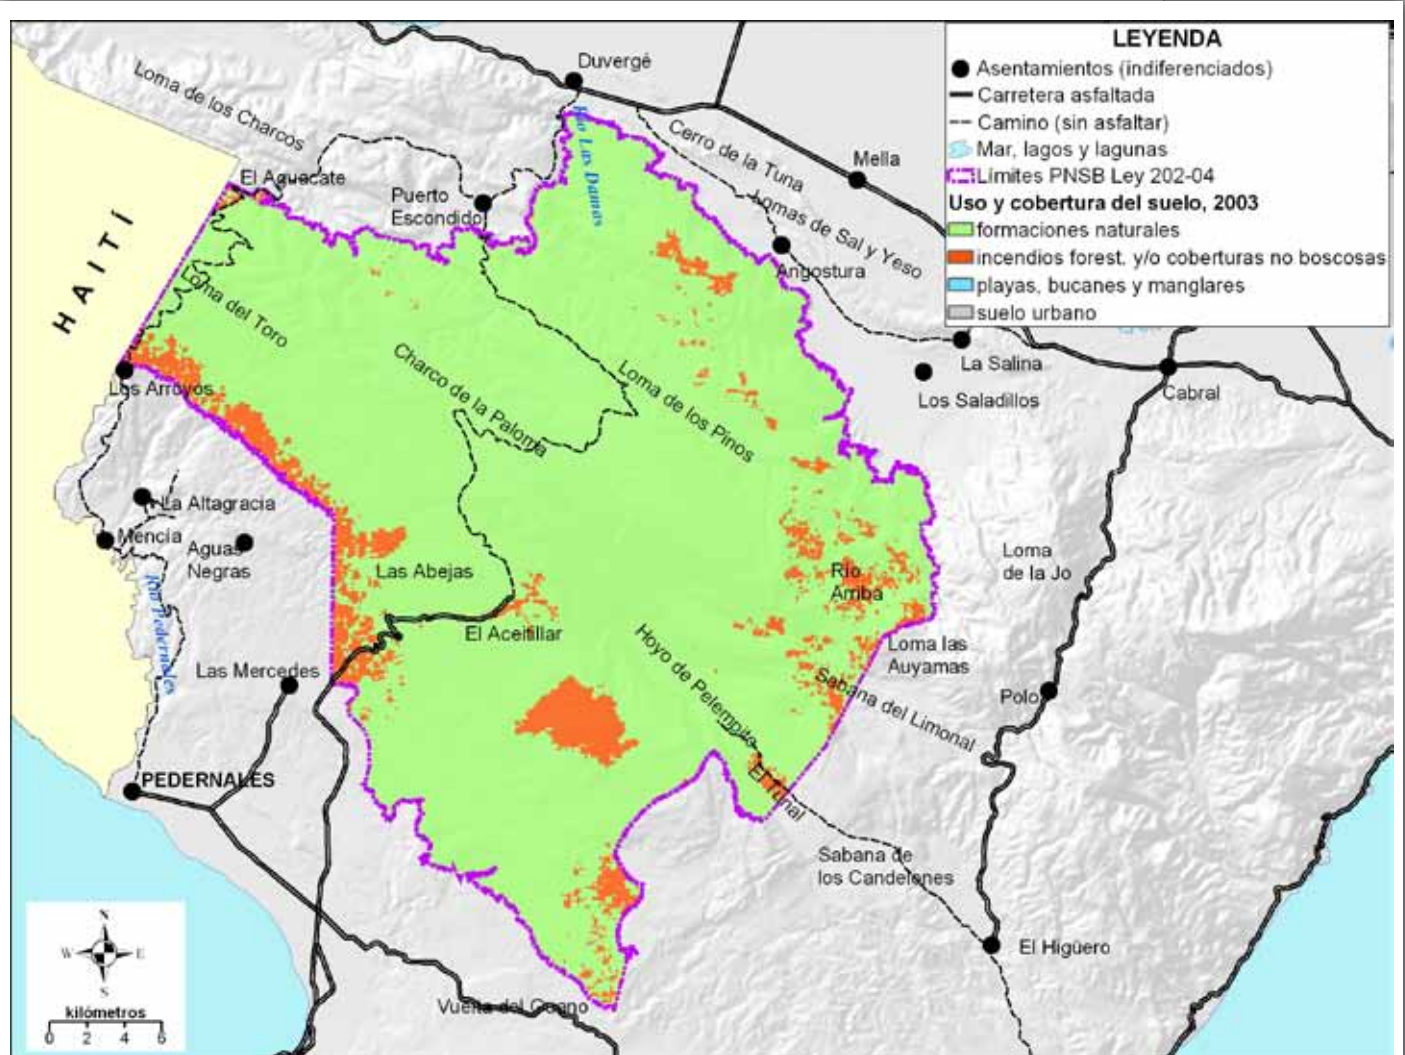 LEYENDA
Asentamientos (indiferenciados)
Carretera asfaltada
Camino (sin asfaltar)
Mar, lagos y lagunas
Límites PNSB Ley 202-04
Uso y cobertura del suelo, 2003
formaciones naturales
incendios forest. y/o coberturas no boscosas
playas, bucanes y manglares
suelo urbano
Duvergé
Loma de los Charcos
Río Las Damas
Cerro de la Tuna
Mella
El Aguacate
Puerto
Escondido
Lomas de Sal y Yeso
Angostura
HAITÍ
Loma del Toro
La Salina
Los Saladillos
Cabral
Los Arroyos
Charco de la Paloma
Loma de los Pinos
La Altagracia
Mencía
Aguas
Negras
Las Abejas
Río
Arriba
Loma
de la Jo
Río Pedernales
El Aceitillar
Hoyo de Pelempito
Loma las
Auyamas
Las Mercedes
Sabana del Limonal
Polo
PEDERNALES
El Tunal
Sabana de
los Candelones
El Higüero
Vuelta del Guano
N
W
E
S
kilómetros
0 2 4 6